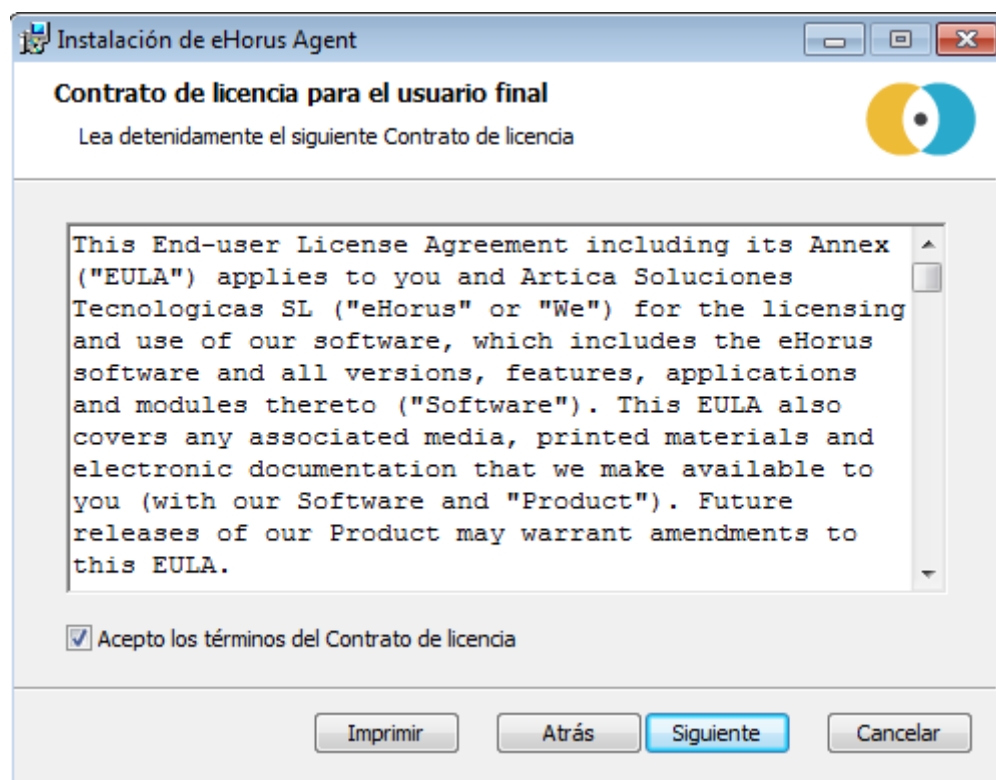 Instalación de eHorus Agent
Contrato de licencia para el usuario final
Lea detenidamente el siguiente Contrato de licencia
This End-user License Agreement including its Annex
("EULA") applies to you and Artica Soluciones
Tecnologicas SL ("eHorus" or "We") for the licensing
and use of our software, which includes the eHorus
software and all versions, features, applications
and modules thereto ("Software"). This EULA also
covers any associated media, printed materials and
electronic documentation that we make available to
you (with our Software and "Product"). Future
releases of our Product may warrant amendments to
this EULA.
Acepto los términos del Contrato de licencia
Imprimir Atrás Siguiente Cancelar